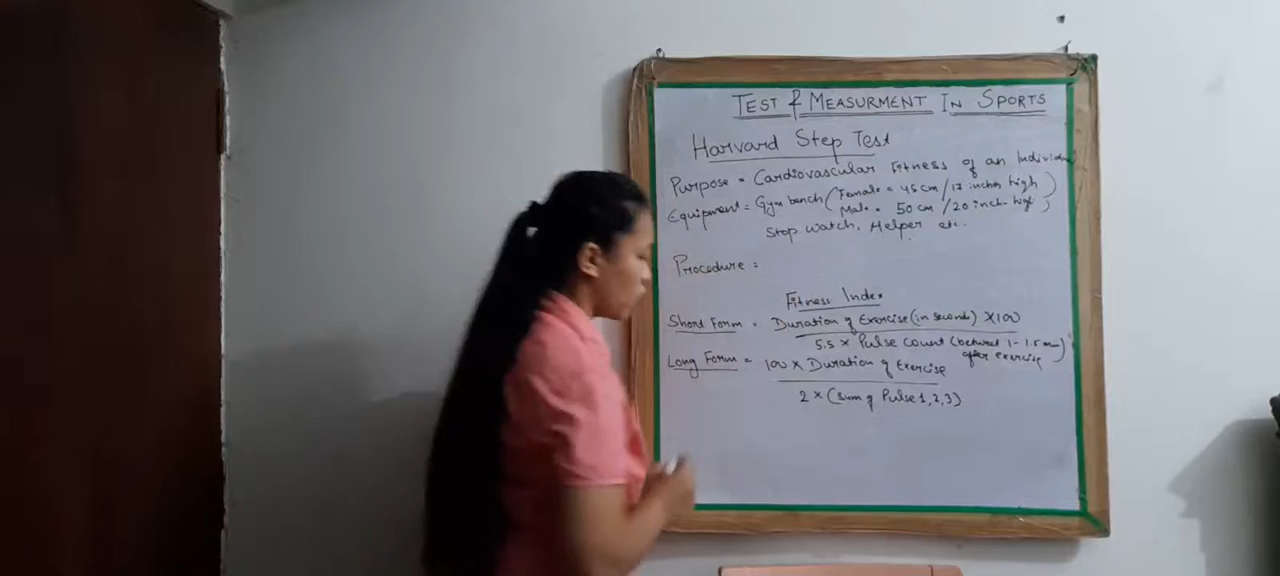 TEST & MEASURMENT IN SPORTS
Harvard Step Test
Purpose = Cardiovascular Fitness of an Individual
Equipment = Gym bench (Female = 45 cm / 17 inches high)
Male = 50 cm / 20 inch high ;
Stop watch, Helper etc.
Procedure =
Fitness Index
Short Form = Duration of Exercise (in seconds) × 100
5.5 × Pulse count (between 1 - 1.5 min)
after exercise
Long Form = 100 × Duration of Exercise
2 × (sum of Pulse 1, 2, 3)